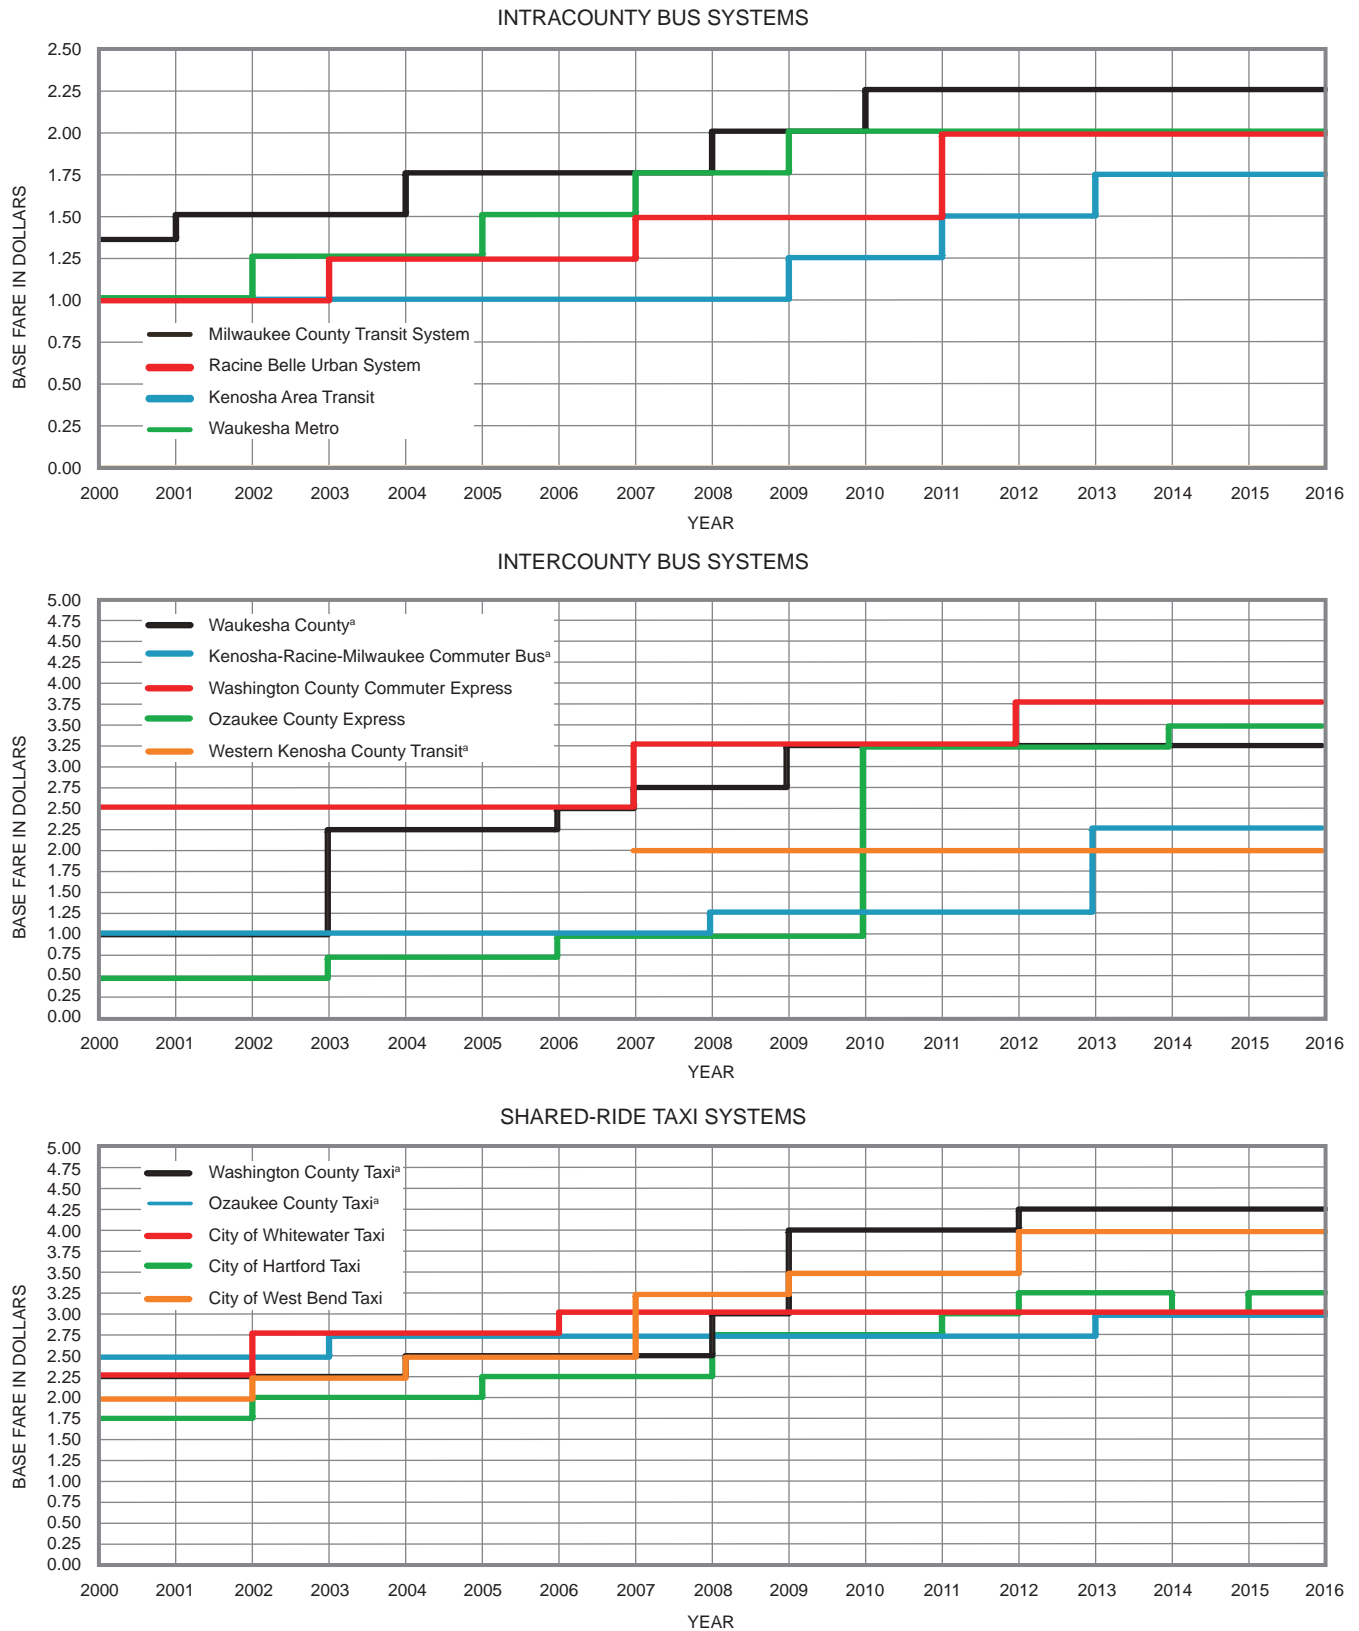 INTRACOUNTY BUS SYSTEMS
BASE FARE IN DOLLARS
2.50
2.25
2.00
1.75
1.50
1.25
1.00
0.75
0.50
0.25
0.00
Milwaukee County Transit System
Racine Belle Urban System
Kenosha Area Transit
Waukesha Metro
2000 2001 2002 2003 2004 2005 2006 2007 2008 2009 2010 2011 2012 2013 2014 2015 2016
YEAR
INTERCOUNTY BUS SYSTEMS
BASE FARE IN DOLLARS
5.00
4.75
4.50
4.25
4.00
3.75
3.50
3.25
3.00
2.75
2.50
2.25
2.00
1.75
1.50
1.25
1.00
0.75
0.50
0.25
0.00
Waukesha Countyª
Kenosha-Racine-Milwaukee Commuter Busª
Washington County Commuter Express
Ozaukee County Express
Western Kenosha County Transitª
2000 2001 2002 2003 2004 2005 2006 2007 2008 2009 2010 2011 2012 2013 2014 2015 2016
YEAR
SHARED-RIDE TAXI SYSTEMS
BASE FARE IN DOLLARS
5.00
4.75
4.50
4.25
4.00
3.75
3.50
3.25
3.00
2.75
2.50
2.25
2.00
1.75
1.50
1.25
1.00
0.75
0.50
0.25
0.00
Washington County Taxiª
Ozaukee County Taxiª
City of Whitewater Taxi
City of Hartford Taxi
City of West Bend Taxi
2000 2001 2002 2003 2004 2005 2006 2007 2008 2009 2010 2011 2012 2013 2014 2015 2016
YEAR